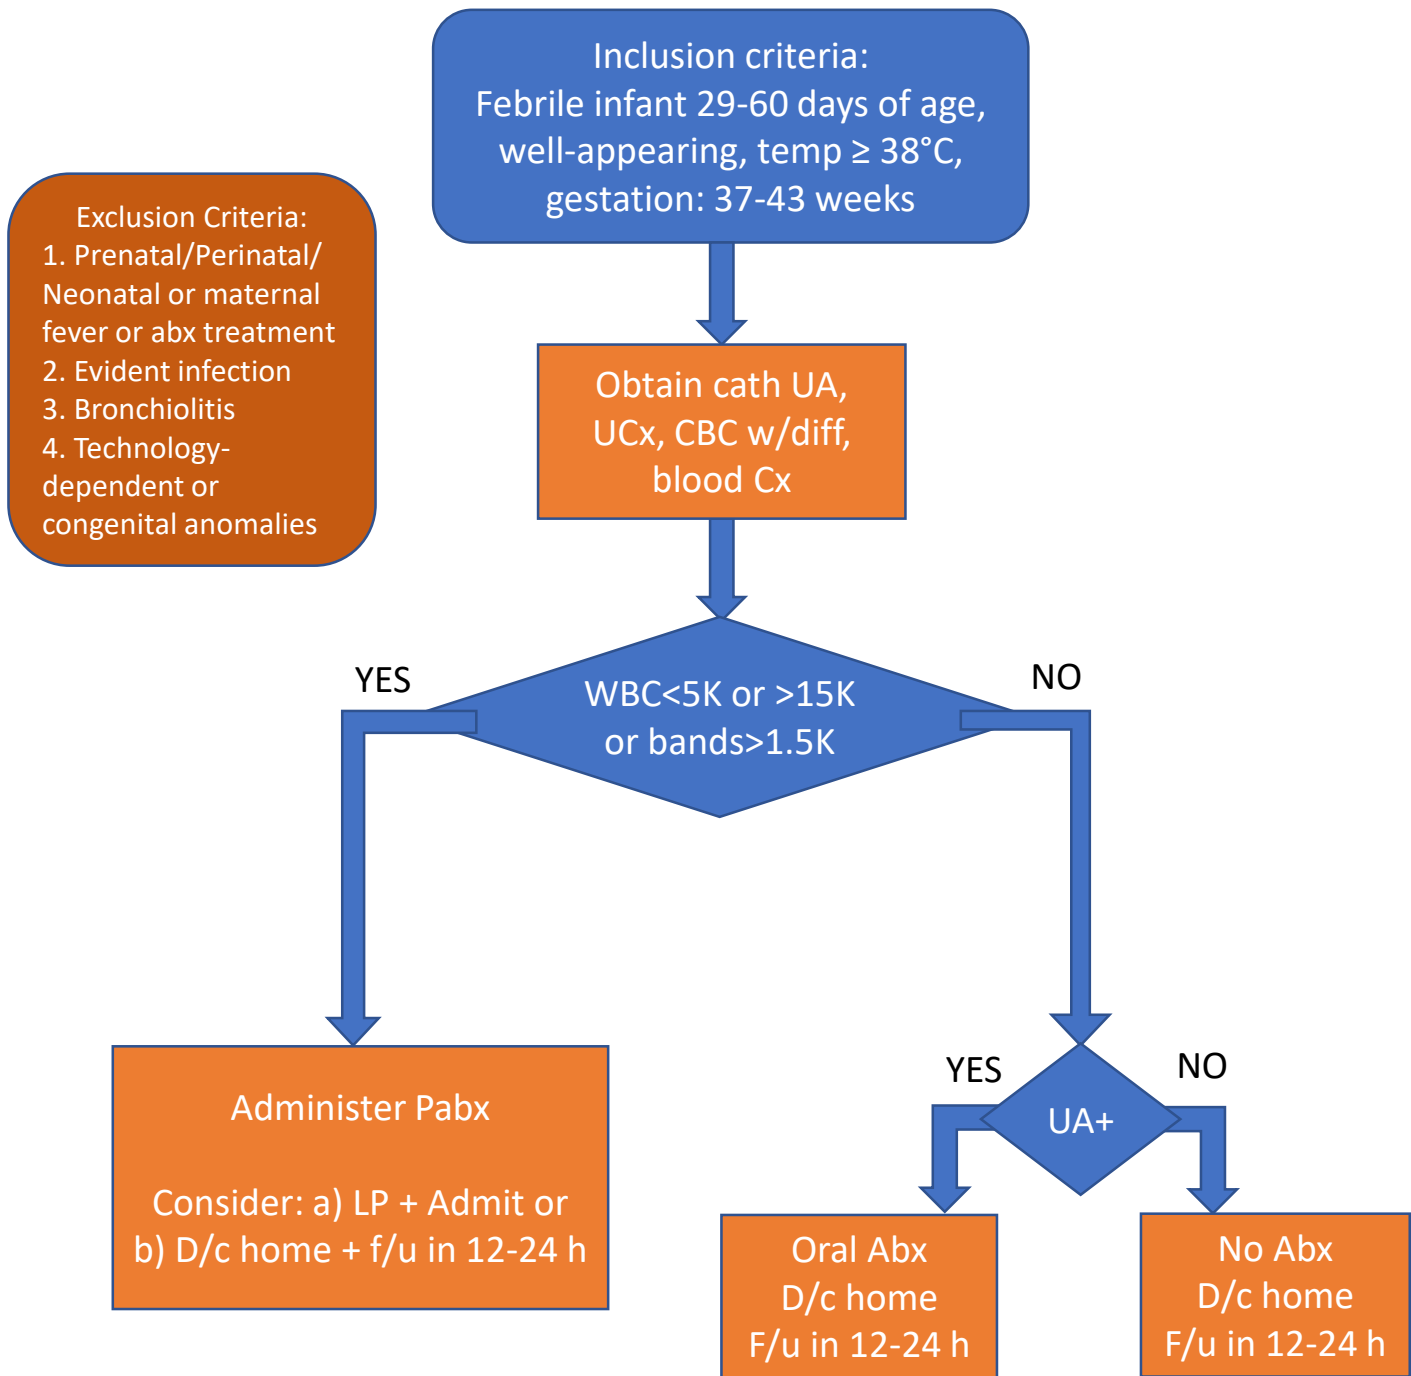 Inclusion criteria:
Febrile infant 29-60 days of age,
well-appearing, temp ≥ 38°C,
gestation: 37-43 weeks
Exclusion Criteria:
1. Prenatal/Perinatal/
Neonatal or maternal
fever or abx treatment
2. Evident infection
3. Bronchiolitis
4. Technology-
dependent or
congenital anomalies
Obtain cath UA,
UCx, CBC w/diff,
blood Cx
YES
WBC<5K or >15K
or bands>1.5K
NO
Administer Pabx
Consider: a) LP + Admit or
b) D/c home + f/u in 12-24 h
YES
UA+
NO
Oral Abx
D/c home
F/u in 12-24 h
No Abx
D/c home
F/u in 12-24 h